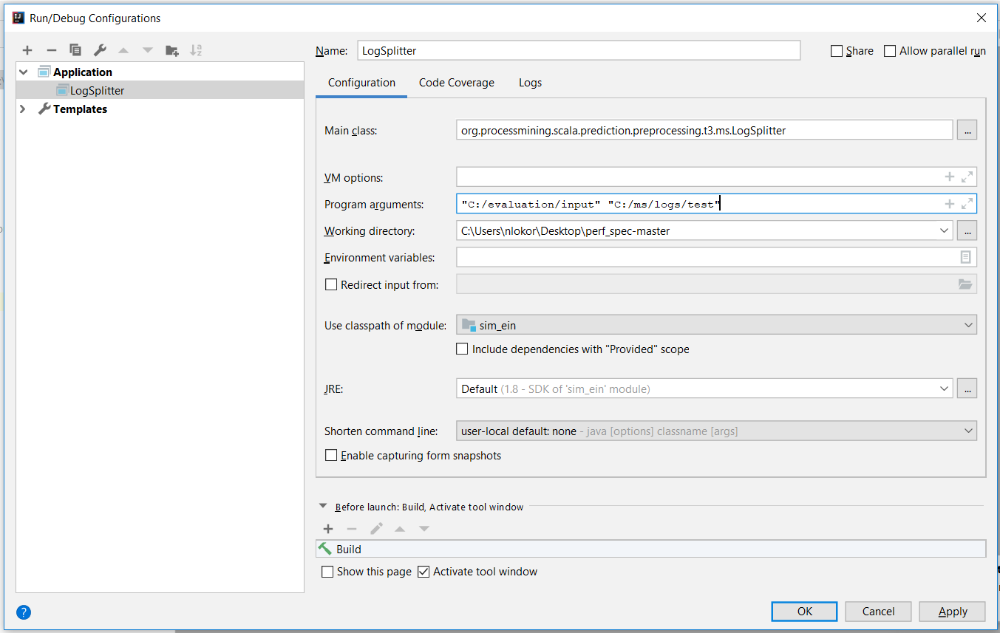 Run/Debug Configurations
Name: LogSplitter
Share Allow parallel run
Application
LogSplitter
Templates
Configuration Code Coverage Logs
Main class: org.processmining.scala.prediction.preprocessing.t3.ms.LogSplitter ...
VM options:
Program arguments: "C:/evaluation/input" "C:/ms/logs/test"
Working directory: C:\Users\nlokor\Desktop\perf_spec-master ...
Environment variables:
Redirect input from:
Use classpath of module: sim_ein
Include dependencies with "Provided" scope
JRE: Default (1.8 - SDK of 'sim_ein' module) ...
Shorten command line: user-local default: none - java [options] classname [args]
Enable capturing form snapshots
Before launch: Build, Activate tool window
Build
Show this page Activate tool window
? OK Cancel Apply